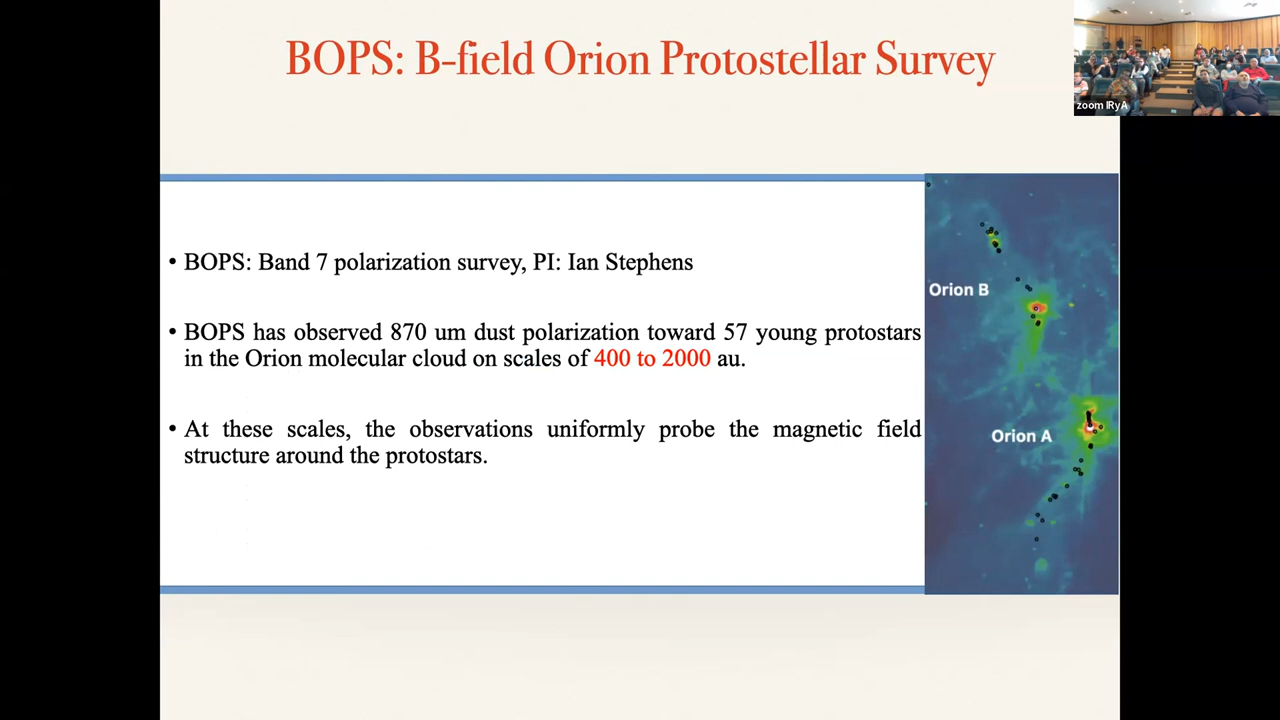 BOPS: B-field Orion Protostellar Survey
zoom IRyA
• BOPS: Band 7 polarization survey, PI: Ian Stephens
• BOPS has observed 870 um dust polarization toward 57 young protostars
in the Orion molecular cloud on scales of 400 to 2000 au.
• At these scales, the observations uniformly probe the magnetic field
structure around the protostars.
Orion B
Orion A